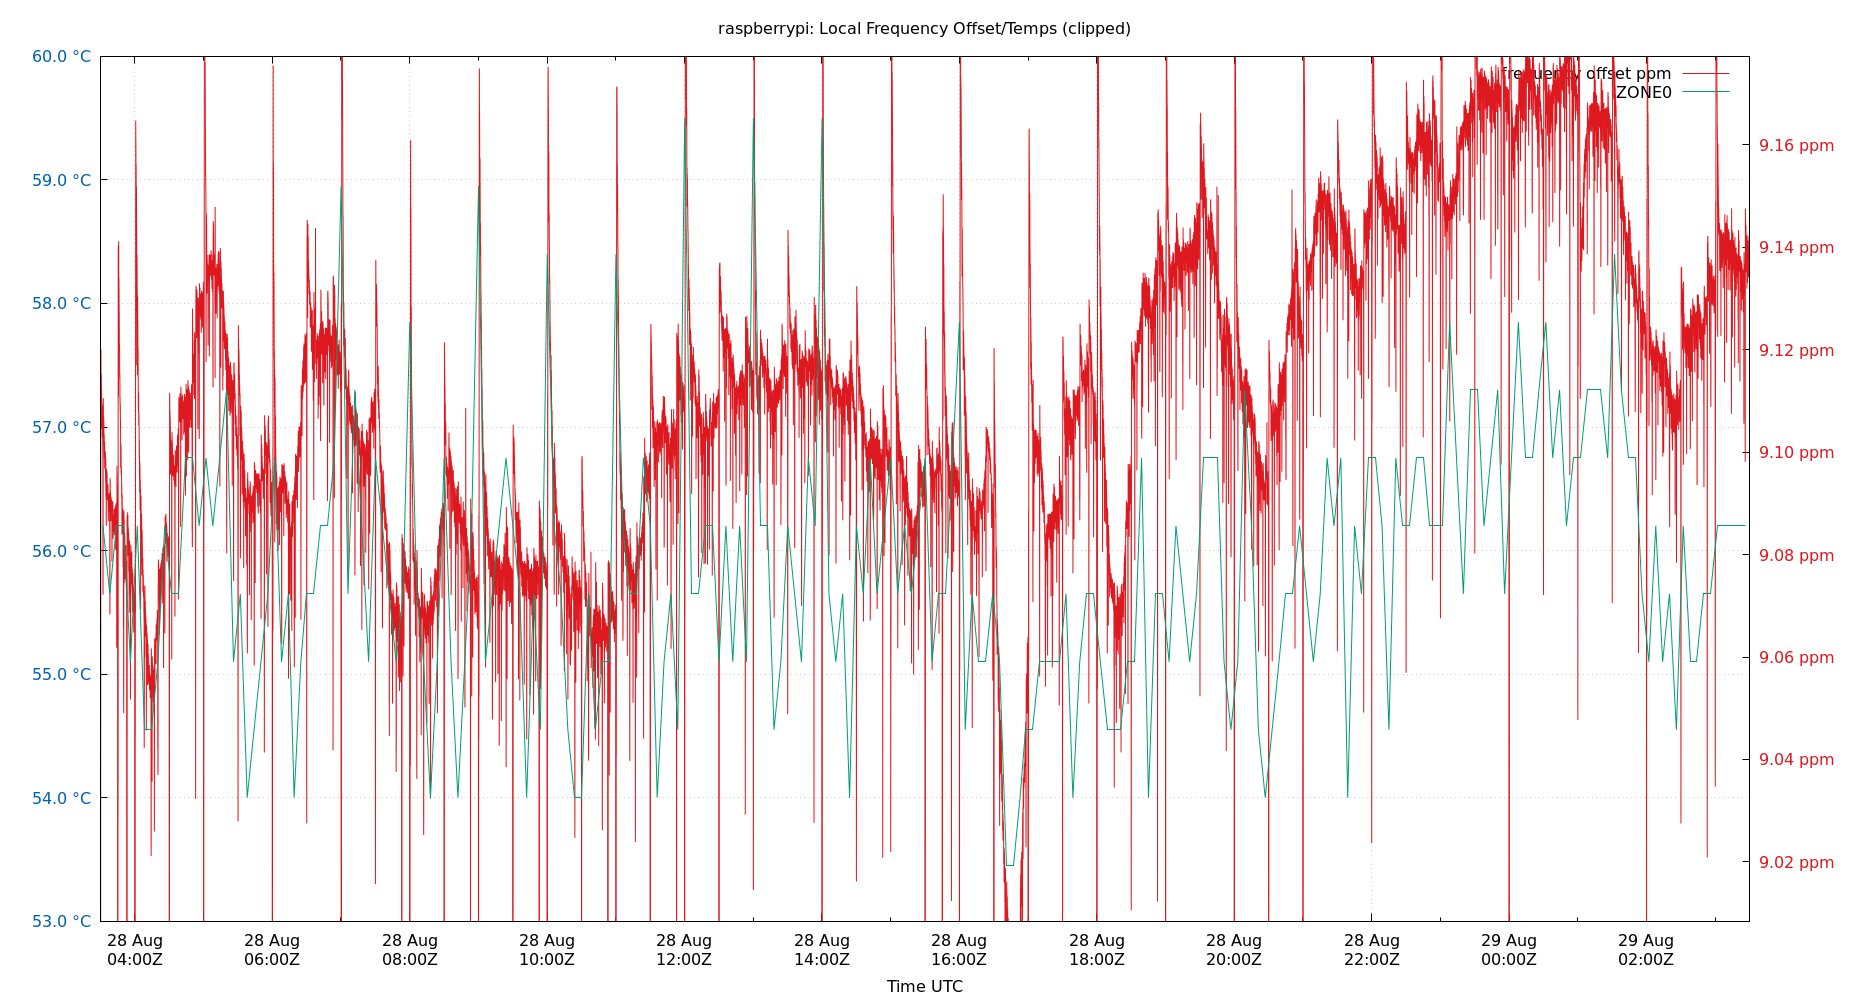 raspberrypi: Local Frequency Offset/Temps (clipped)
60.0 °C
59.0 °C
58.0 °C
57.0 °C
56.0 °C
55.0 °C
54.0 °C
53.0 °C
frequency offset ppm
ZONE0
9.16 ppm
9.14 ppm
9.12 ppm
9.10 ppm
9.08 ppm
9.06 ppm
9.04 ppm
9.02 ppm
28 Aug 28 Aug 28 Aug 28 Aug 28 Aug 28 Aug 28 Aug 28 Aug 28 Aug 28 Aug 29 Aug 29 Aug
04:00Z 06:00Z 08:00Z 10:00Z 12:00Z 14:00Z 16:00Z 18:00Z 20:00Z 22:00Z 00:00Z 02:00Z
Time UTC